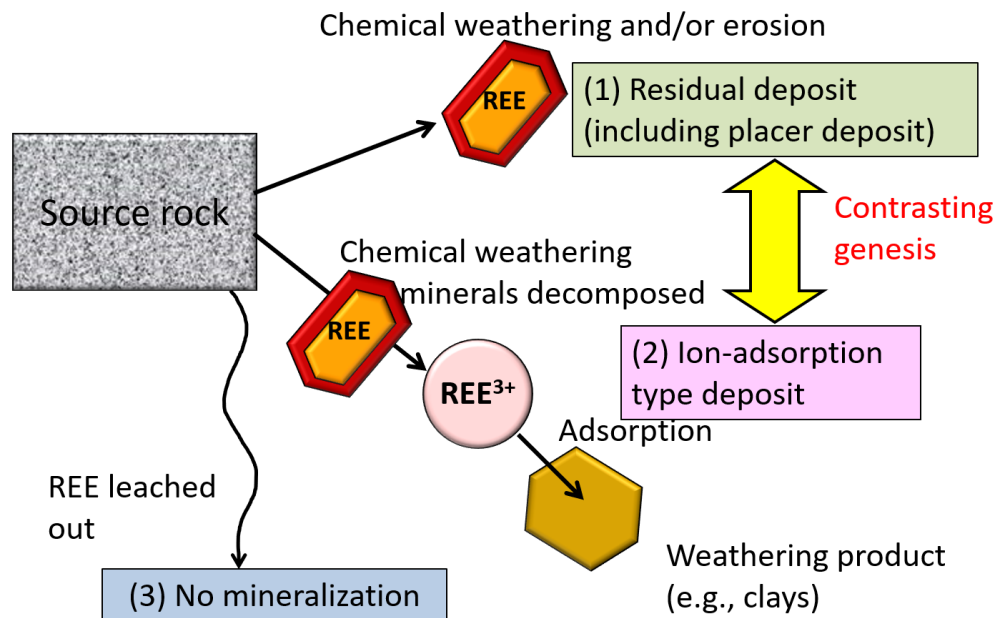 Chemical weathering and/or erosion
REE
(1) Residual deposit
(including placer deposit)
Source rock
Contrasting
genesis
Chemical weathering
minerals decomposed
REE
(2) Ion-adsorption
type deposit
REE³⁺
Adsorption
REE leached
out
Weathering product
(e.g., clays)
(3) No mineralization